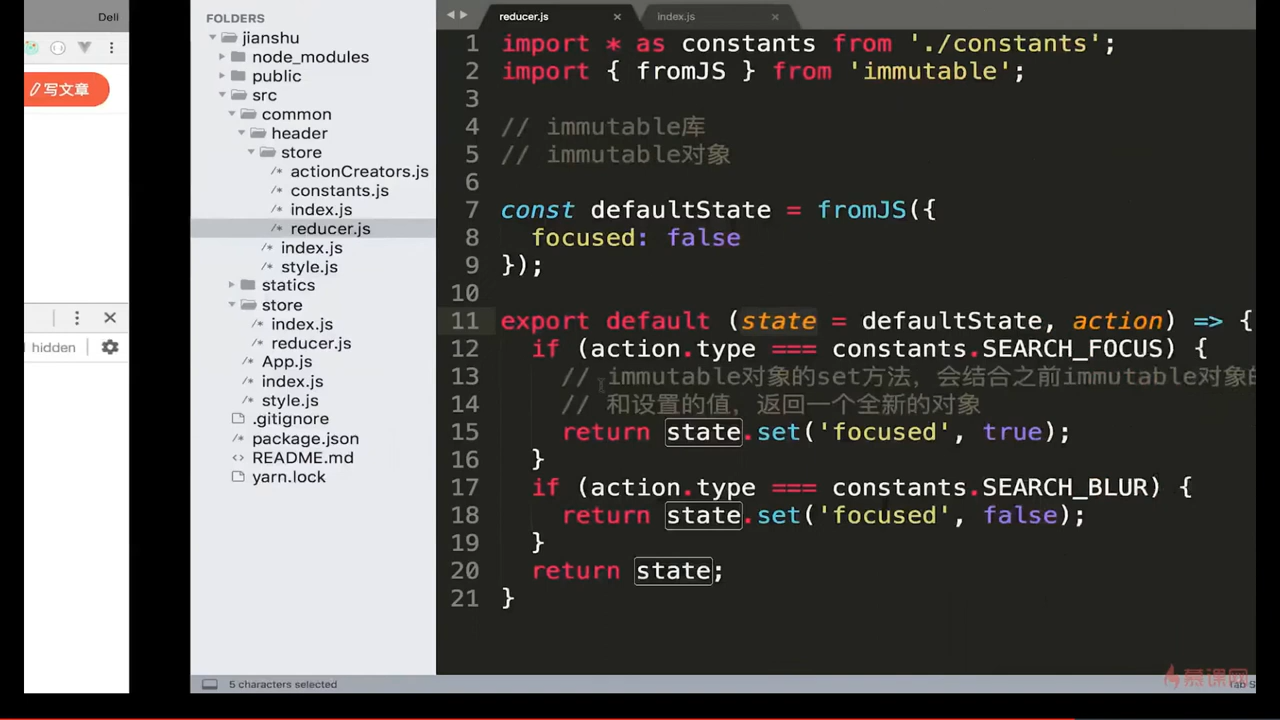 Dell
写文章
hidden
FOLDERS
jianshu
node_modules
public
src
common
header
store
actionCreators.js
constants.js
index.js
reducer.js
index.js
style.js
statics
store
index.js
reducer.js
App.js
index.js
style.js
.gitignore
package.json
README.md
yarn.lock
reducer.js
index.js
1 import * as constants from './constants';
2 import { fromJS } from 'immutable';
3
4 // immutable库
5 // immutable对象
6
7 const defaultState = fromJS({
8 focused: false
9 });
10
11 export default (state = defaultState, action) => {
12 if (action.type === constants.SEARCH_FOCUS) {
13 // immutable对象的set方法，会结合之前immutable对象的
14 // 和设置的值，返回一个全新的对象
15 return state.set('focused', true);
16 }
17 if (action.type === constants.SEARCH_BLUR) {
18 return state.set('focused', false);
19 }
20 return state;
21 }
5 characters selected
慕课网
Tab S